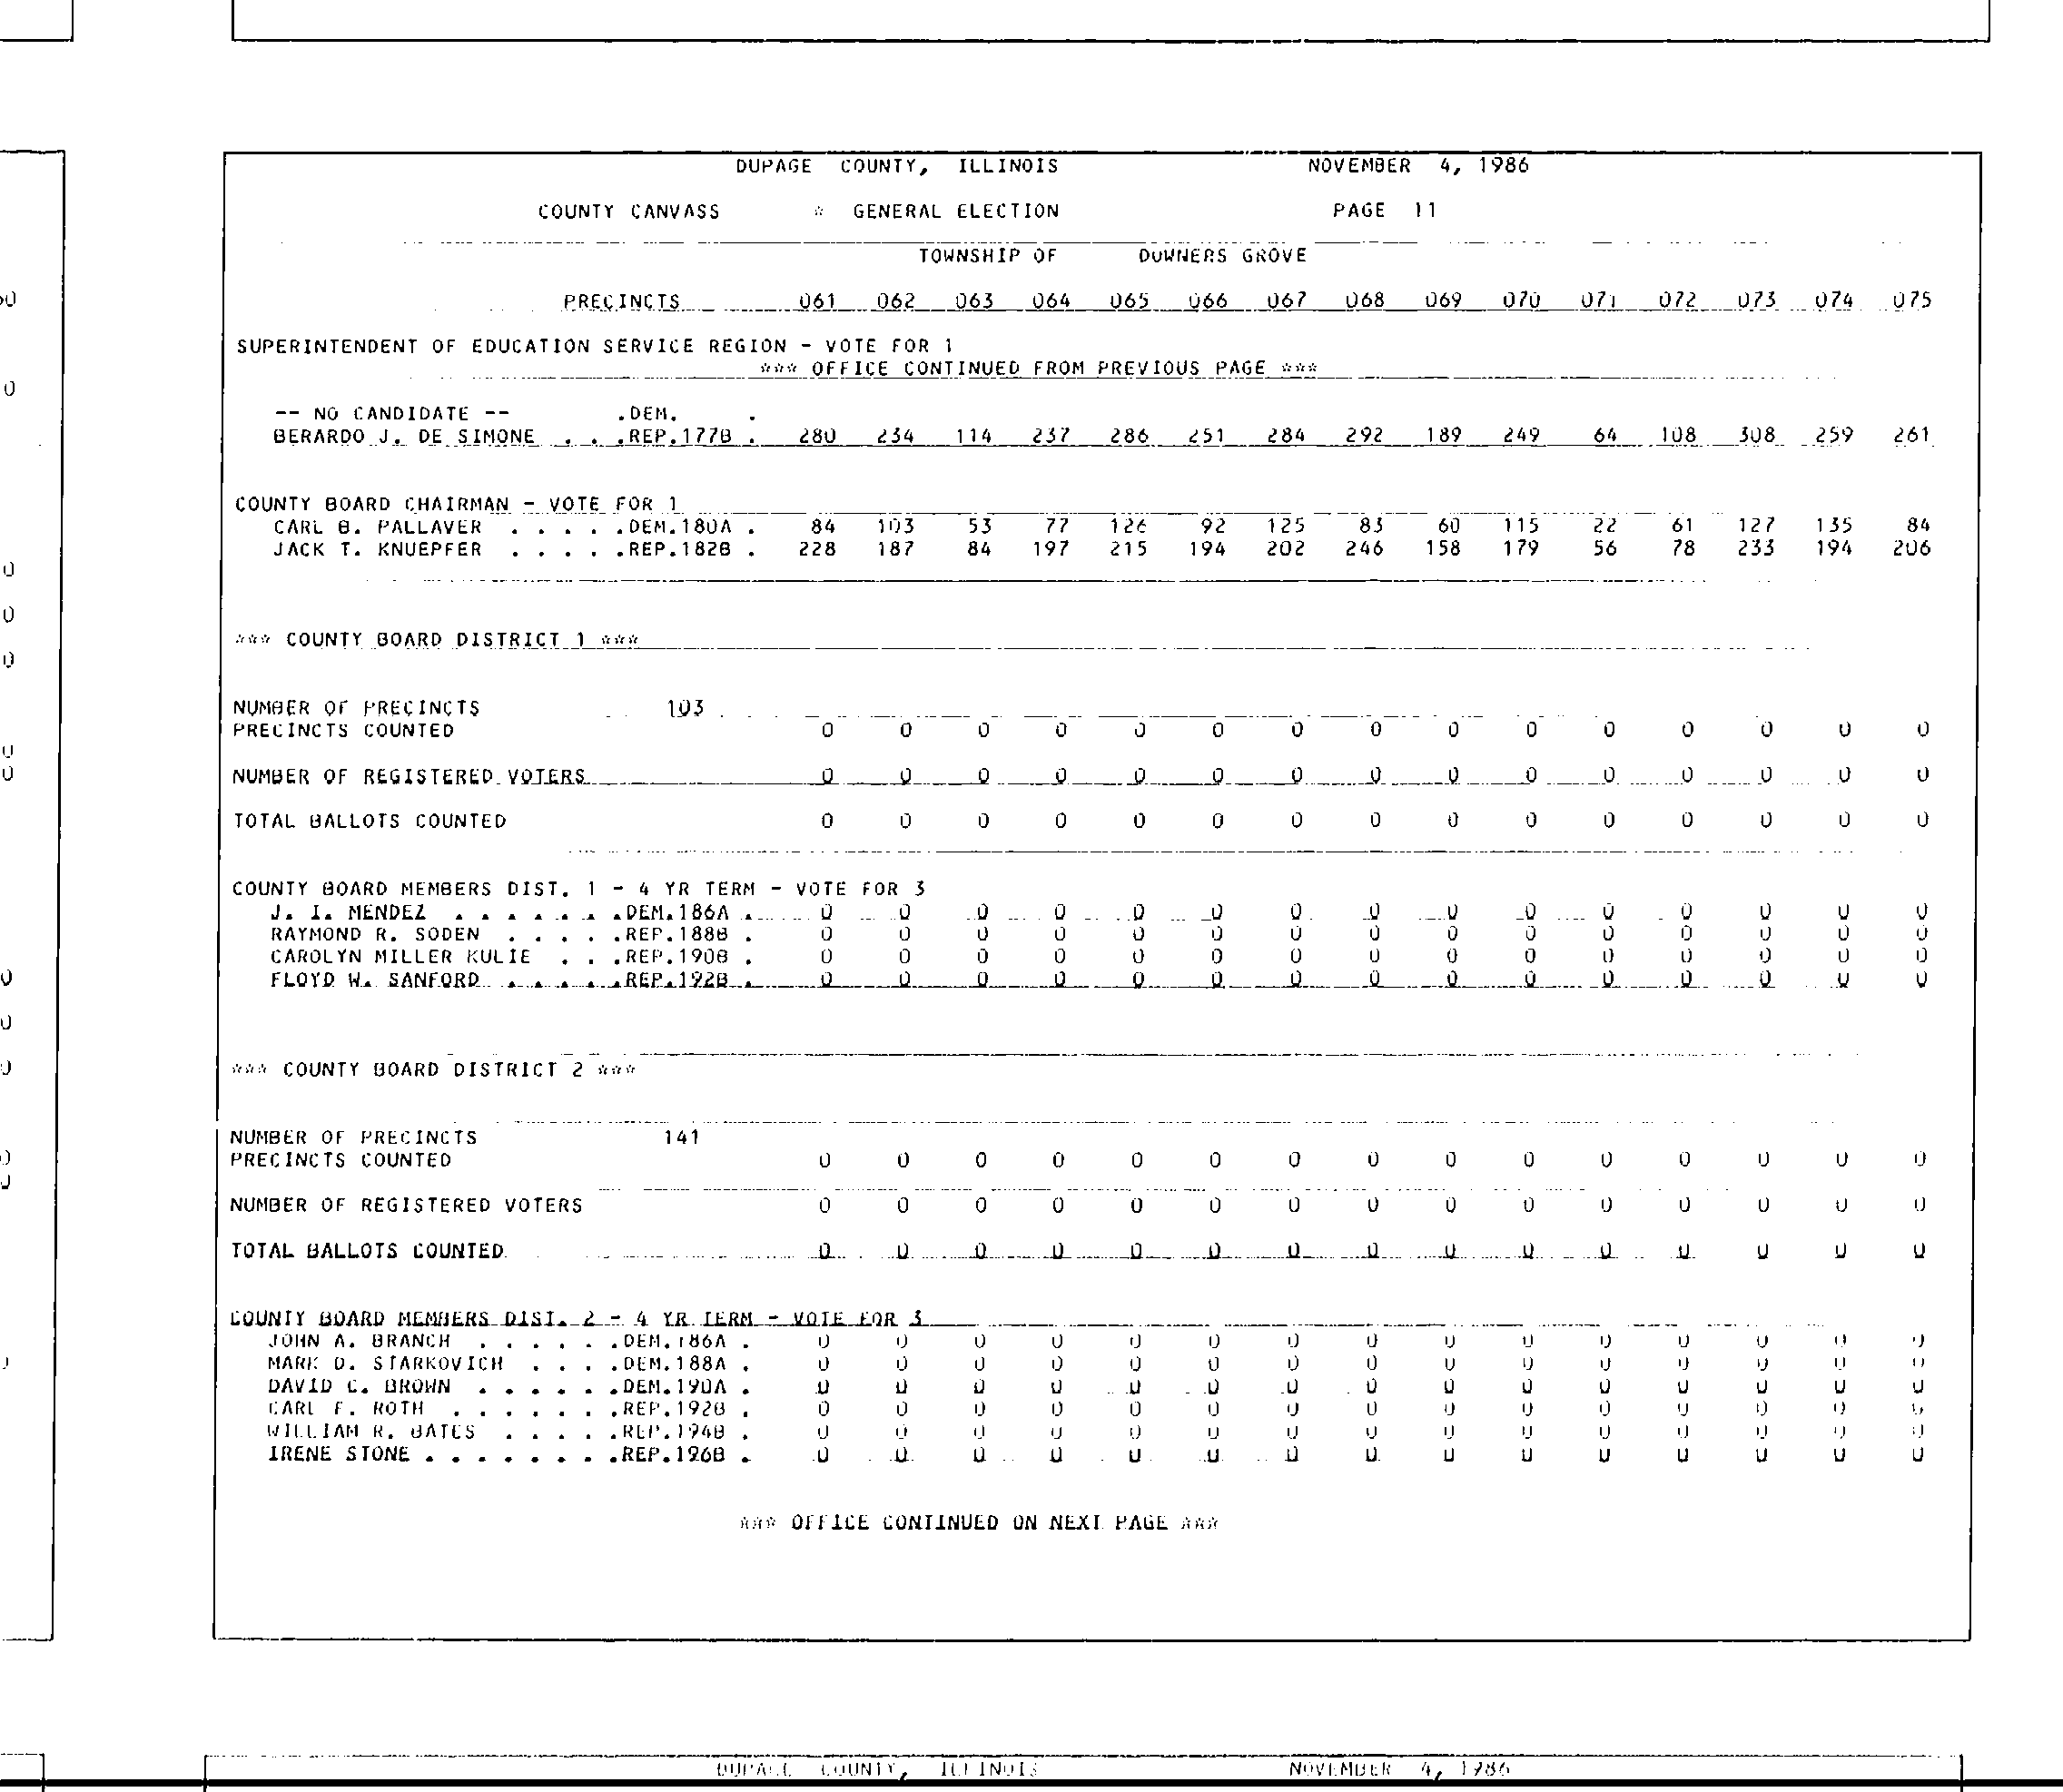 DUPAGE COUNTY, ILLINOIS NOVEMBER 4, 1986
COUNTY CANVASS * GENERAL ELECTION PAGE 11
TOWNSHIP OF DOWNERS GROVE
PRECINCTS 061 062 063 064 065 066 067 068 069 070 071 072 073 074 075
SUPERINTENDENT OF EDUCATION SERVICE REGION - VOTE FOR 1
*** OFFICE CONTINUED FROM PREVIOUS PAGE ***
-- NO CANDIDATE -- .DEM. .
BERARDO J. DE SIMONE . . .REP.177B . 280 234 114 237 286 251 284 292 189 249 64 108 308 259 261
COUNTY BOARD CHAIRMAN - VOTE FOR 1
CARL B. PALLAVER . . . . .DEM.180A . 84 103 53 77 126 92 125 83 60 115 22 61 127 135 84
JACK T. KNUEPFER . . . . .REP.182B . 228 187 84 197 215 194 202 246 158 179 56 78 233 194 206
*** COUNTY BOARD DISTRICT 1 ***
NUMBER OF PRECINCTS 103
PRECINCTS COUNTED 0 0 0 0 0 0 0 0 0 0 0 0 0 0 0
NUMBER OF REGISTERED VOTERS 0 0 0 0 0 0 0 0 0 0 0 0 0 0 0
TOTAL BALLOTS COUNTED 0 0 0 0 0 0 0 0 0 0 0 0 0 0 0
COUNTY BOARD MEMBERS DIST. 1 - 4 YR TERM - VOTE FOR 3
J. I. MENDEZ . . . . . . .DEM.186A . 0 0 0 0 0 0 0 0 0 0 0 0 0 0 0
RAYMOND R. SODEN . . . . .REP.188B . 0 0 0 0 0 0 0 0 0 0 0 0 0 0 0
CAROLYN MILLER KULIE . . .REP.190B . 0 0 0 0 0 0 0 0 0 0 0 0 0 0 0
FLOYD W. SANFORD . . . . .REP.192B . 0 0 0 0 0 0 0 0 0 0 0 0 0 0 0
*** COUNTY BOARD DISTRICT 2 ***
NUMBER OF PRECINCTS 141
PRECINCTS COUNTED 0 0 0 0 0 0 0 0 0 0 0 0 0 0 0
NUMBER OF REGISTERED VOTERS 0 0 0 0 0 0 0 0 0 0 0 0 0 0 0
TOTAL BALLOTS COUNTED 0 0 0 0 0 0 0 0 0 0 0 0 0 0 0
COUNTY BOARD MEMBERS DIST. 2 - 4 YR TERM - VOTE FOR 3
JOHN A. BRANCH . . . . . .DEM.186A . 0 0 0 0 0 0 0 0 0 0 0 0 0 0 0
MARK D. STARKOVICH . . . .DEM.188A . 0 0 0 0 0 0 0 0 0 0 0 0 0 0 0
DAVID C. BROWN . . . . . .DEM.190A . 0 0 0 0 0 0 0 0 0 0 0 0 0 0 0
CARL F. ROTH . . . . . . .REP.192B . 0 0 0 0 0 0 0 0 0 0 0 0 0 0 0
WILLIAM R. BATES . . . . .REP.194B . 0 0 0 0 0 0 0 0 0 0 0 0 0 0 0
IRENE STONE . . . . . . . .REP.196B . 0 0 0 0 0 0 0 0 0 0 0 0 0 0 0
*** OFFICE CONTINUED ON NEXT PAGE ***
DUPAGE COUNTY, ILLINOIS NOVEMBER 4, 1986